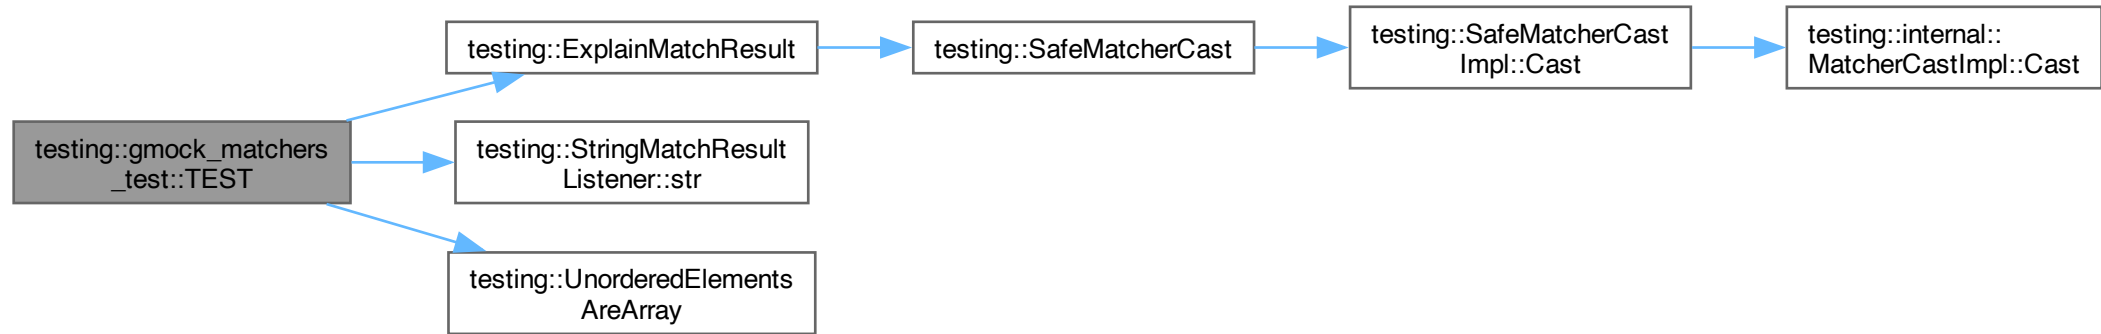 testing::ExplainMatchResult
testing::SafeMatcherCast
testing::SafeMatcherCast
Impl::Cast
testing::internal::
MatcherCastImpl::Cast
testing::gmock_matchers
_test::TEST
testing::StringMatchResult
Listener::str
testing::UnorderedElements
AreArray